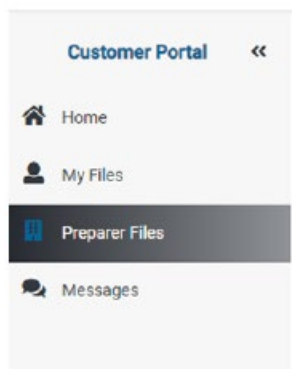 Customer Portal «
Home
My Files
Preparer Files
Messages